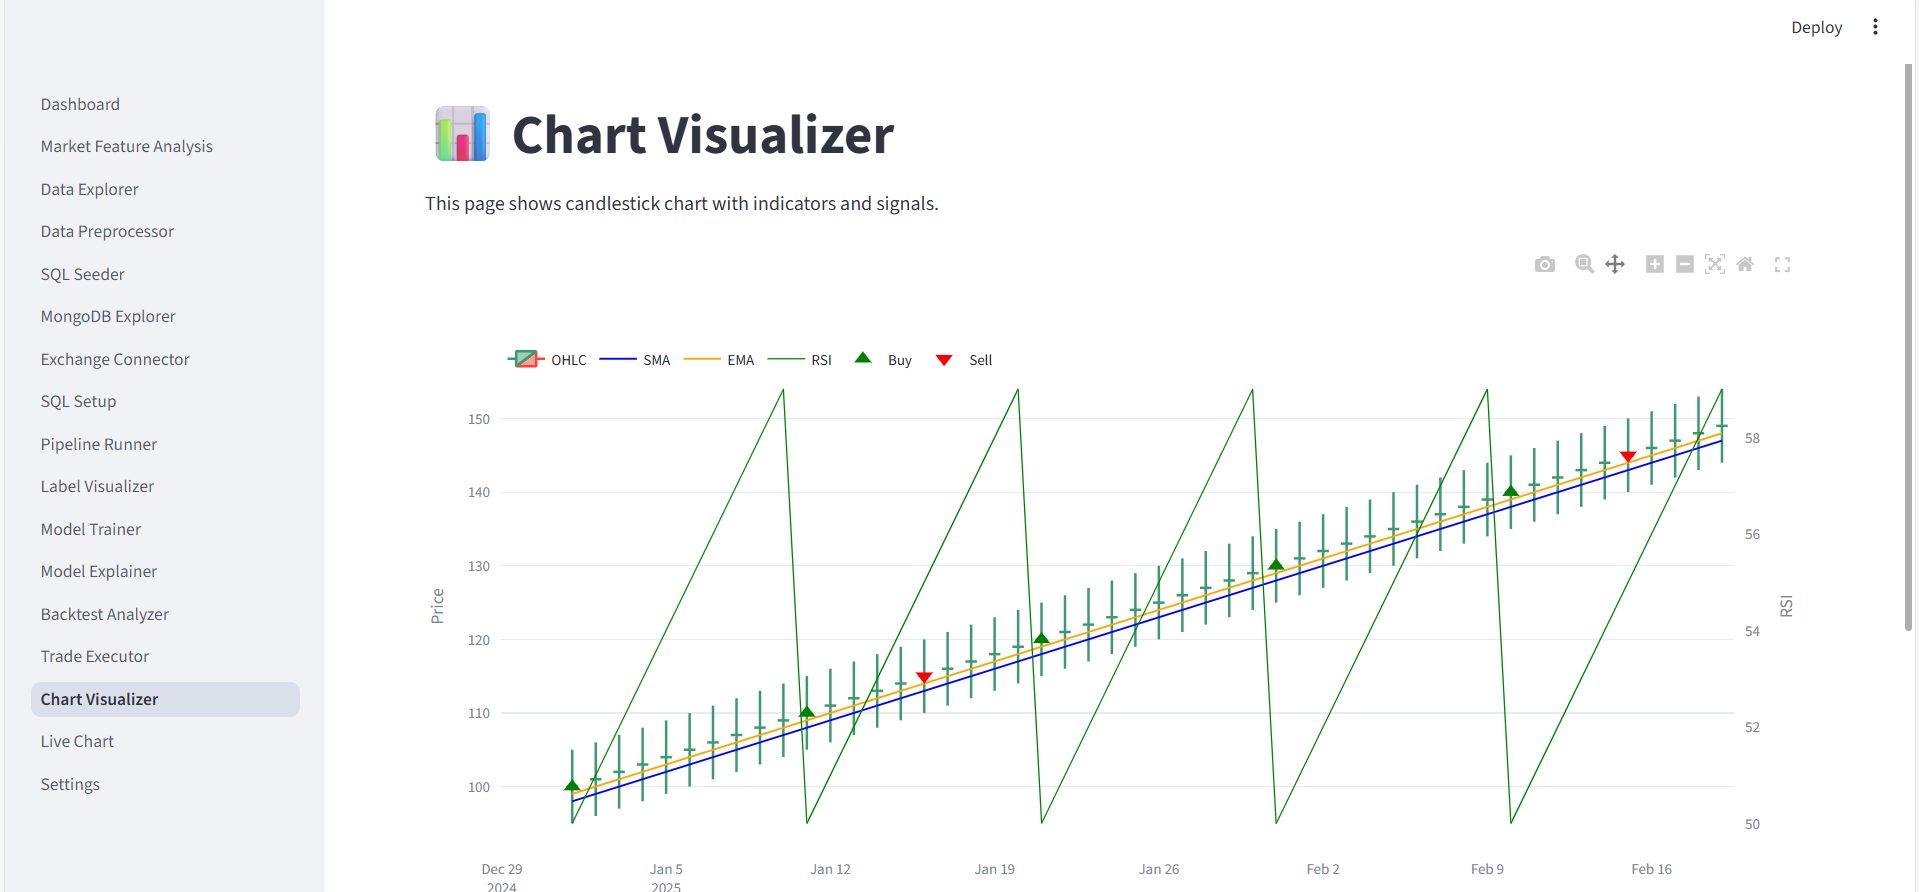 Deploy
Dashboard
Market Feature Analysis
Data Explorer
Data Preprocessor
SQL Seeder
MongoDB Explorer
Exchange Connector
SQL Setup
Pipeline Runner
Label Visualizer
Model Trainer
Model Explainer
Backtest Analyzer
Trade Executor
Chart Visualizer
Live Chart
Settings
Chart Visualizer
This page shows candlestick chart with indicators and signals.
OHLC SMA EMA RSI Buy Sell
150
140
130
120
110
100
Price
58
56
54
52
50
RSI
Dec 29 Jan 5 Jan 12 Jan 19 Jan 26 Feb 2 Feb 9 Feb 16
2024 2025